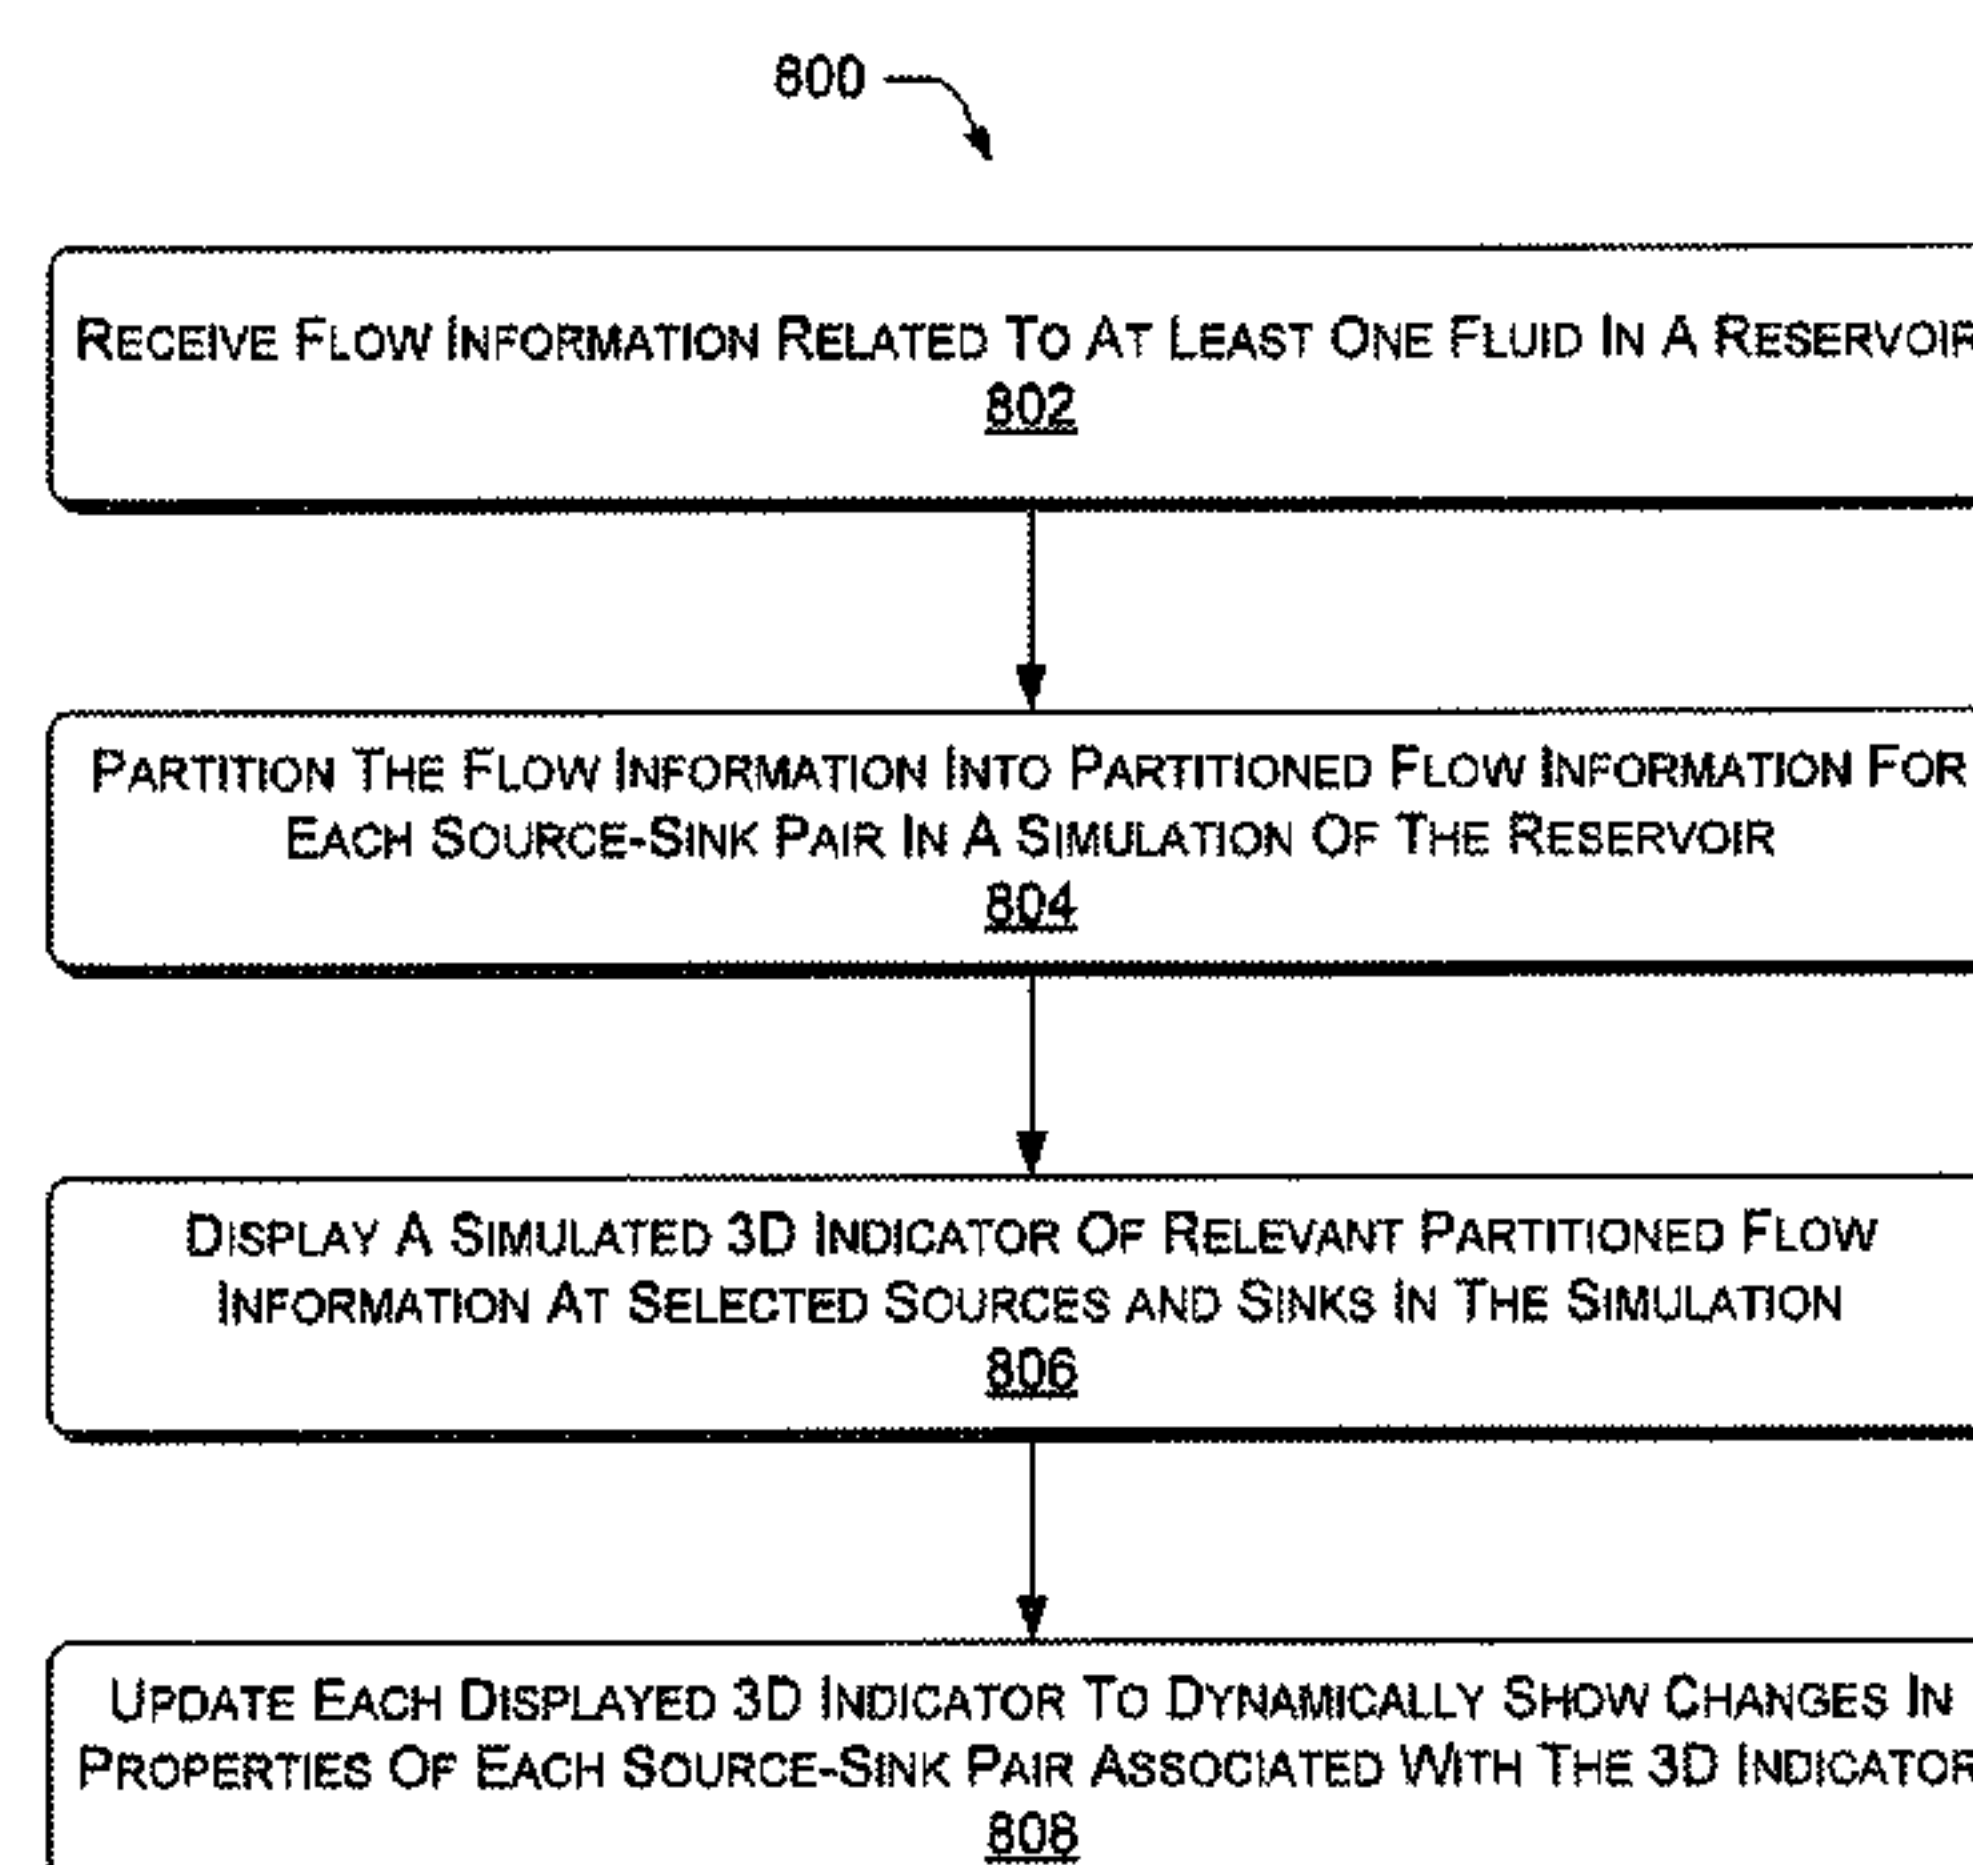 800
RECEIVE FLOW INFORMATION RELATED TO AT LEAST ONE FLUID IN A RESERVOIR
802
PARTITION THE FLOW INFORMATION INTO PARTITIONED FLOW INFORMATION FOR
EACH SOURCE-SINK PAIR IN A SIMULATION OF THE RESERVOIR
804
DISPLAY A SIMULATED 3D INDICATOR OF RELEVANT PARTITIONED FLOW
INFORMATION AT SELECTED SOURCES AND SINKS IN THE SIMULATION
806
UPDATE EACH DISPLAYED 3D INDICATOR TO DYNAMICALLY SHOW CHANGES IN
PROPERTIES OF EACH SOURCE-SINK PAIR ASSOCIATED WITH THE 3D INDICATOR
808